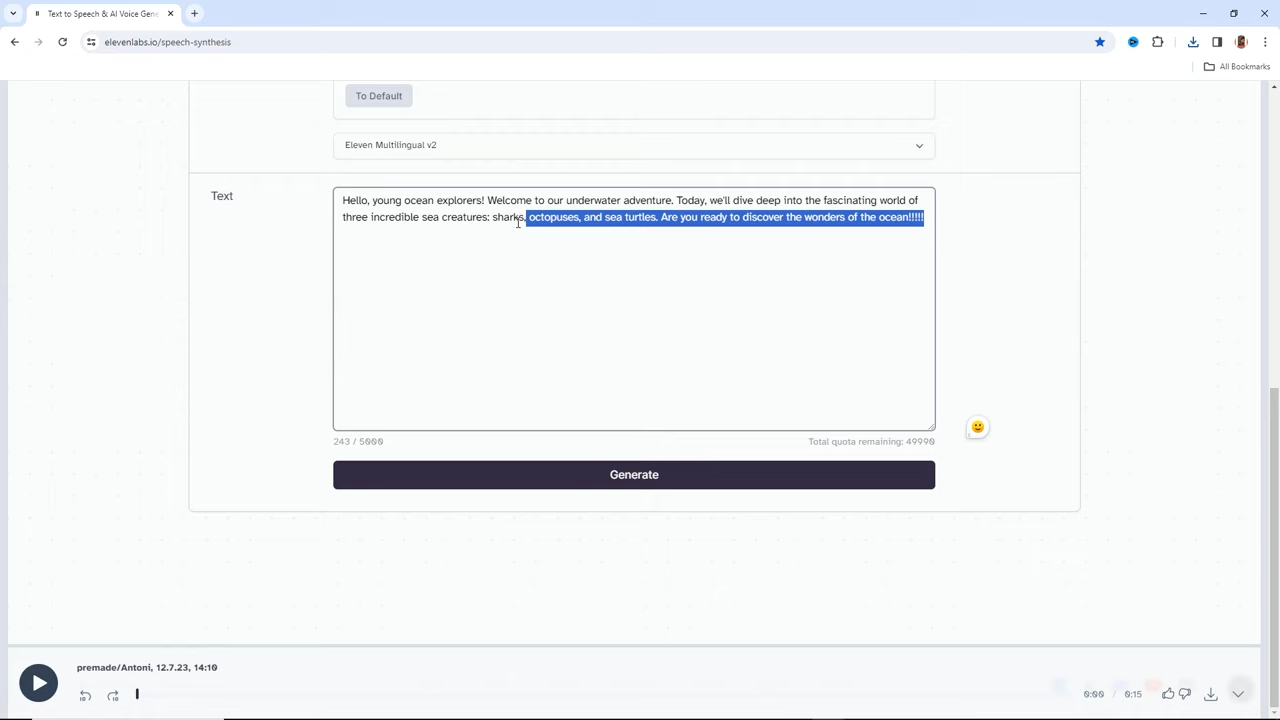 Text to Speech & AI Voice Gene
elevenlabs.io/speech-synthesis
All Bookmarks
To Default
Eleven Multilingual v2
Text
Hello, young ocean explorers! Welcome to our underwater adventure. Today, we'll dive deep into the fascinating world of
three incredible sea creatures: sharks, octopuses, and sea turtles. Are you ready to discover the wonders of the ocean!!!!!
243 / 5000
Total quota remaining: 49990
Generate
premade/Antoni, 12.7.23, 14:10
10
10
0:00 / 0:15